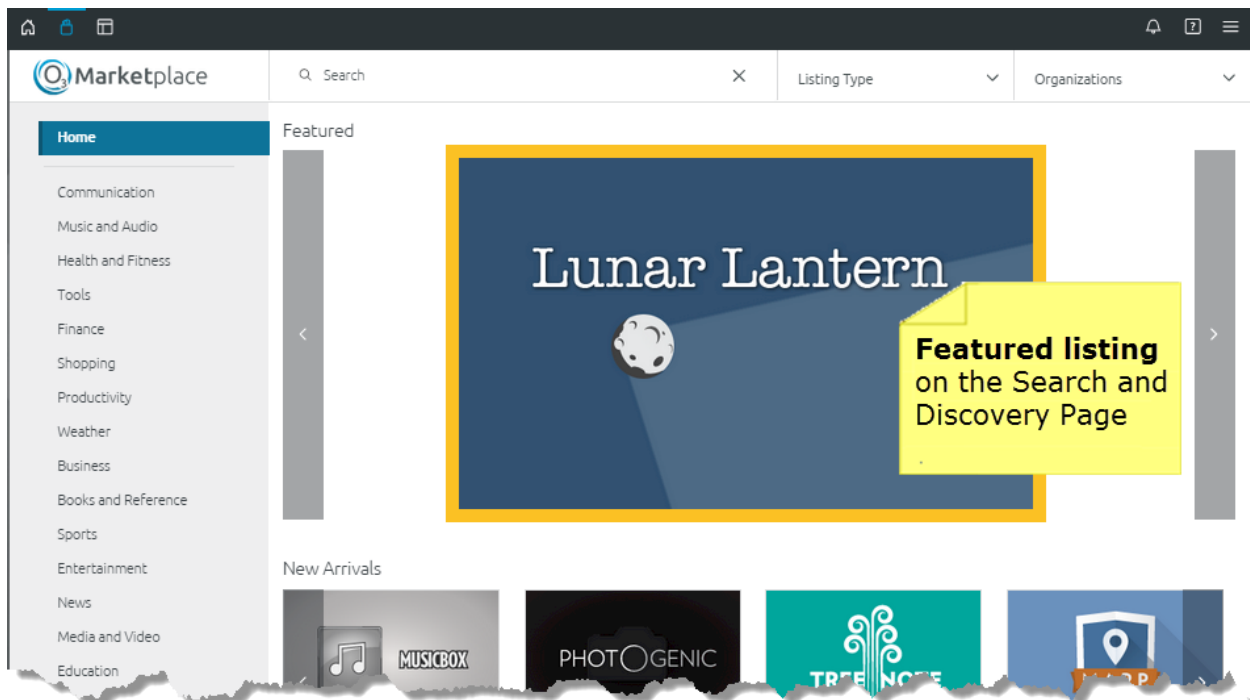 O3 Marketplace
Search
Listing Type
Organizations
Home
Communication
Music and Audio
Health and Fitness
Tools
Finance
Shopping
Productivity
Weather
Business
Books and Reference
Sports
Entertainment
News
Media and Video
Education
Featured
Lunar Lantern
Featured listing
on the Search and
Discovery Page
.
New Arrivals
MUSICBOX
PHOTOGENIC